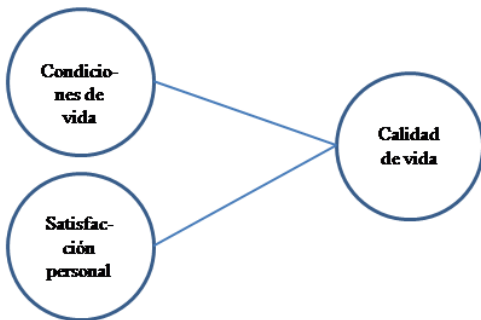 Condicio-
nes de
vida
Calidad
de vida
Satisfac-
ción
personal